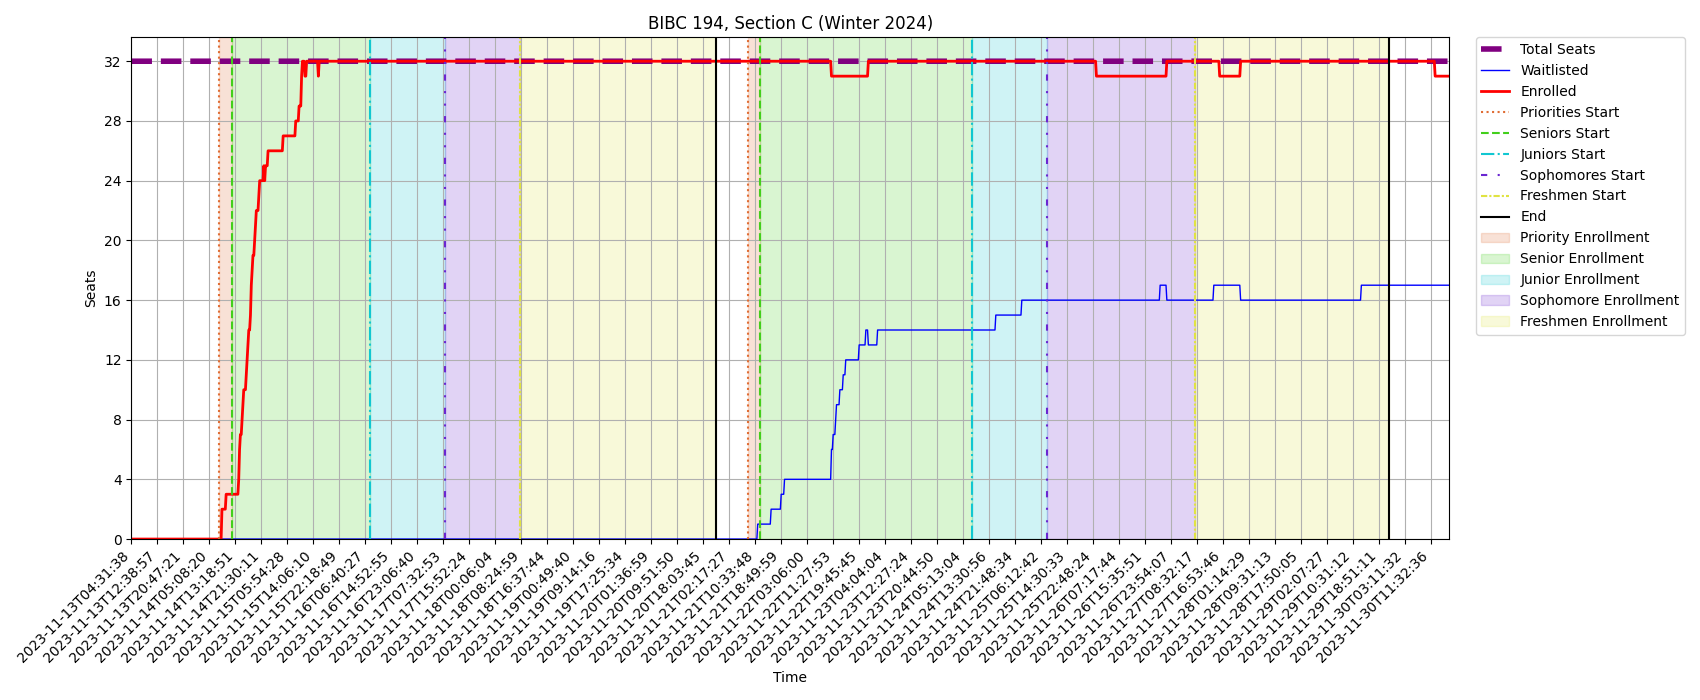 BIBC 194, Section C (Winter 2024)
Seats
32
28
24
20
16
12
8
4
0
2023-11-13T04:31:38
2023-11-13T12:38:57
2023-11-13T20:47:21
2023-11-14T05:08:20
2023-11-14T13:18:51
2023-11-14T21:30:11
2023-11-15T05:54:28
2023-11-15T14:06:10
2023-11-15T22:18:49
2023-11-16T06:40:27
2023-11-16T14:52:55
2023-11-16T23:06:40
2023-11-17T07:32:53
2023-11-17T15:52:24
2023-11-18T00:06:04
2023-11-18T08:24:59
2023-11-18T16:37:44
2023-11-19T00:49:40
2023-11-19T09:14:16
2023-11-19T17:25:34
2023-11-20T01:36:59
2023-11-20T09:51:50
2023-11-20T18:03:45
2023-11-21T02:17:27
2023-11-21T10:33:48
2023-11-21T18:49:59
2023-11-22T03:06:00
2023-11-22T11:27:53
2023-11-22T19:45:45
2023-11-23T04:04:04
2023-11-23T12:27:24
2023-11-23T20:44:50
2023-11-24T05:13:04
2023-11-24T13:30:56
2023-11-24T21:48:34
2023-11-25T06:12:42
2023-11-25T14:30:33
2023-11-25T22:48:24
2023-11-26T07:17:44
2023-11-26T15:35:51
2023-11-26T23:54:07
2023-11-27T08:32:17
2023-11-27T16:53:46
2023-11-28T01:14:29
2023-11-28T09:31:13
2023-11-28T17:50:05
2023-11-29T02:07:27
2023-11-29T10:31:12
2023-11-29T18:51:11
2023-11-30T03:11:32
2023-11-30T11:32:36
Time
Total Seats
Waitlisted
Enrolled
Priorities Start
Seniors Start
Juniors Start
Sophomores Start
Freshmen Start
End
Priority Enrollment
Senior Enrollment
Junior Enrollment
Sophomore Enrollment
Freshmen Enrollment